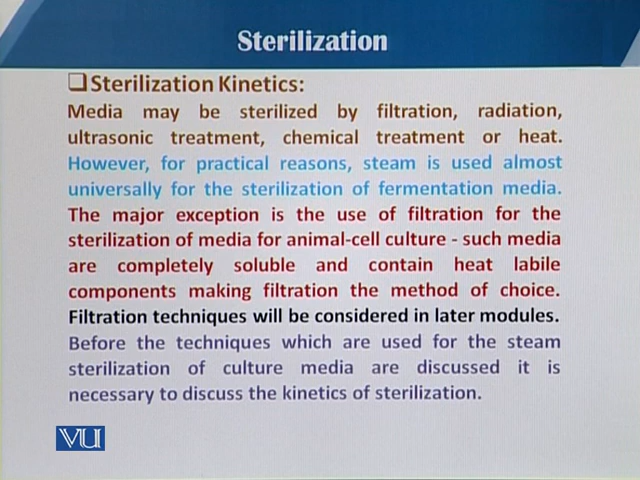 Sterilization
❑Sterilization Kinetics:
Media may be sterilized by filtration, radiation,
ultrasonic treatment, chemical treatment or heat.
However, for practical reasons, steam is used almost
universally for the sterilization of fermentation media.
The major exception is the use of filtration for the
sterilization of media for animal-cell culture - such media
are completely soluble and contain heat labile
components making filtration the method of choice.
Filtration techniques will be considered in later modules.
Before the techniques which are used for the steam
sterilization of culture media are discussed it is
necessary to discuss the kinetics of sterilization.
VU